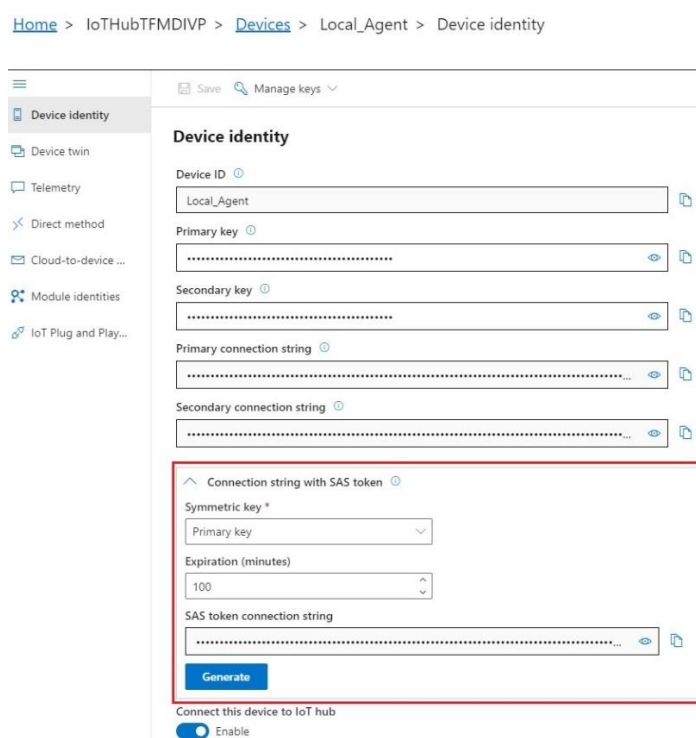 Home > IoTHubTFMDIVP > Devices > Local_Agent > Device identity
Save Manage keys
Device identity
Device twin
Telemetry
Direct method
Cloud-to-device ...
Module identities
IoT Plug and Play...
Device identity
Device ID
Local_Agent
Primary key
••••••••••••••••••••••••••••••••••••••••••••
Secondary key
••••••••••••••••••••••••••••••••••••••••••••
Primary connection string
••••••••••••••••••••••••••••••••••••••••••••••••••••••••••••••••••••••••••••••••••••••••••••...
Secondary connection string
••••••••••••••••••••••••••••••••••••••••••••••••••••••••••••••••••••••••••••••••••••••••••••...
Connection string with SAS token
Symmetric key *
Primary key
Expiration (minutes)
100
SAS token connection string
•••••••••••••••••••••••••••••••••••••••••••••••••••••••••••••••••••••••••••••••••••••••••...
Generate
Connect this device to IoT hub
Enable